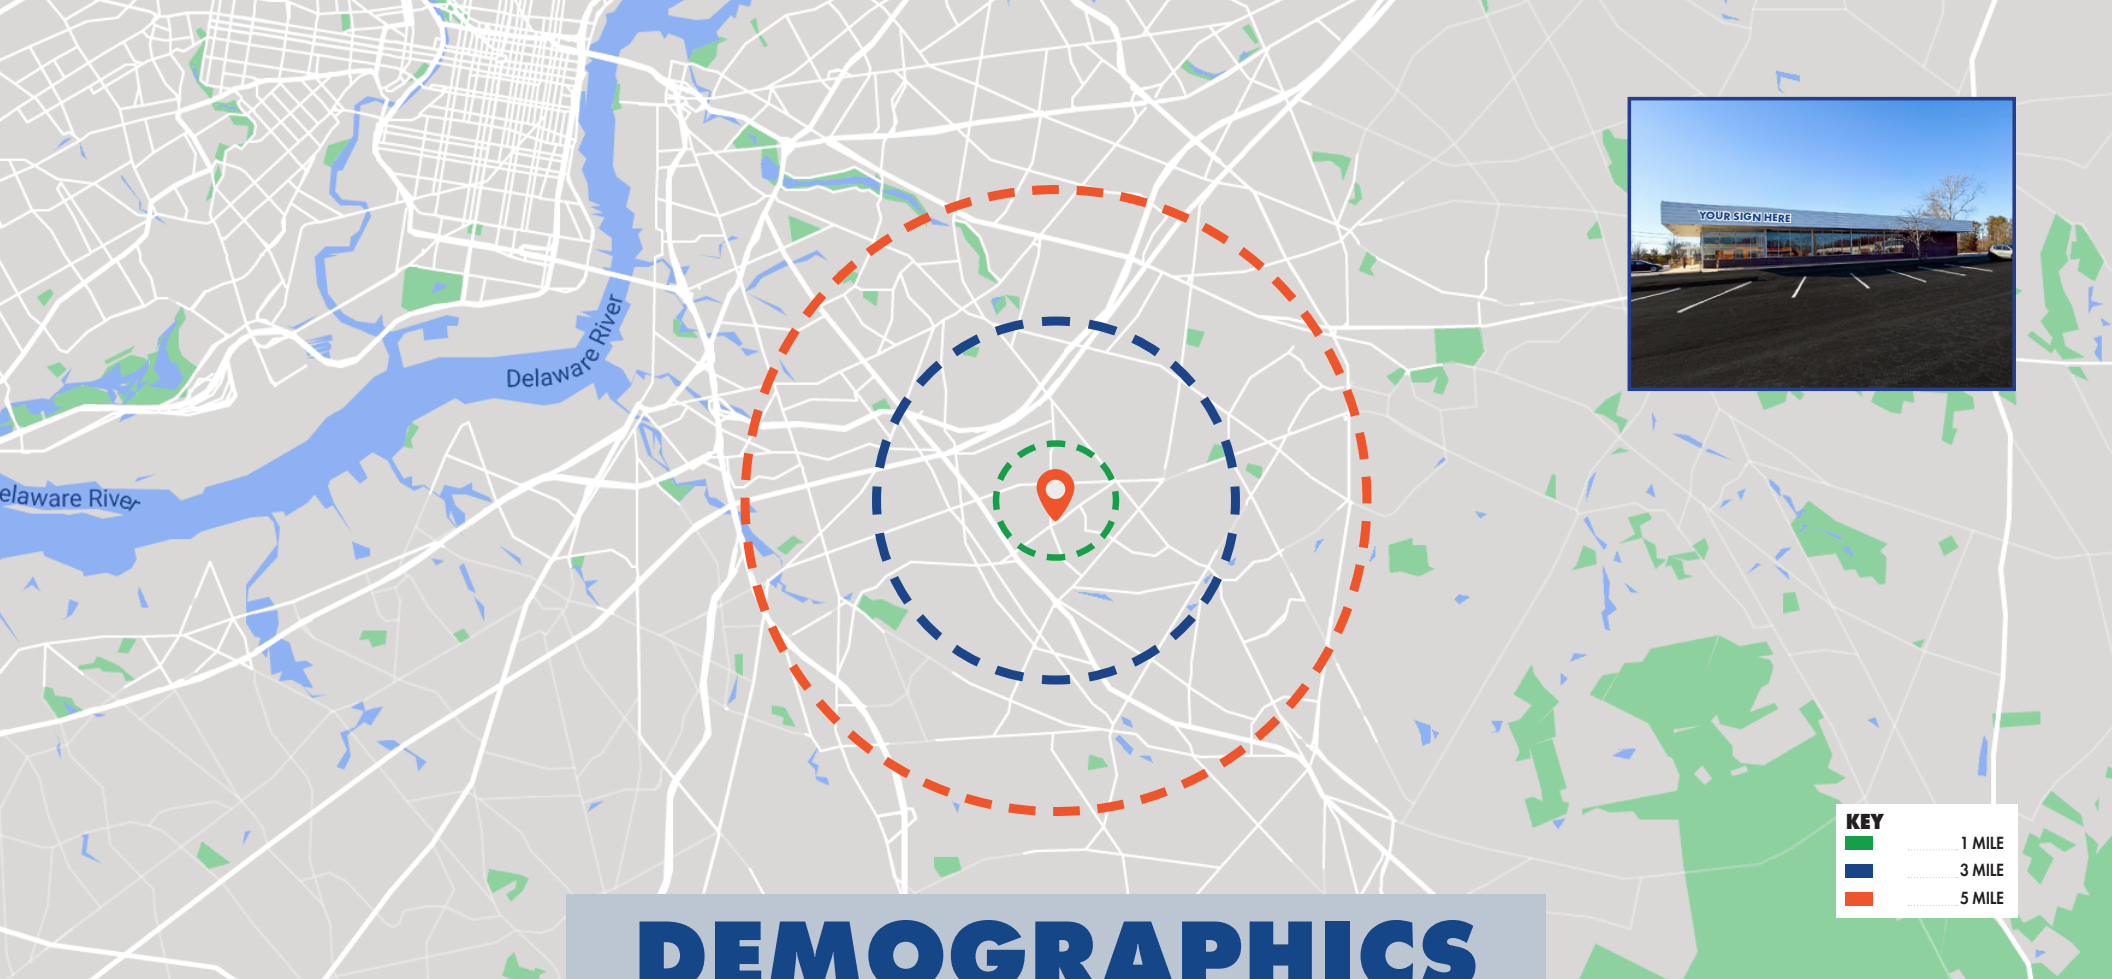 YOUR SIGN HERE
Delaware River
elaware River
KEY
1 MILE
3 MILE
5 MILE
DEMOGRAPHICS